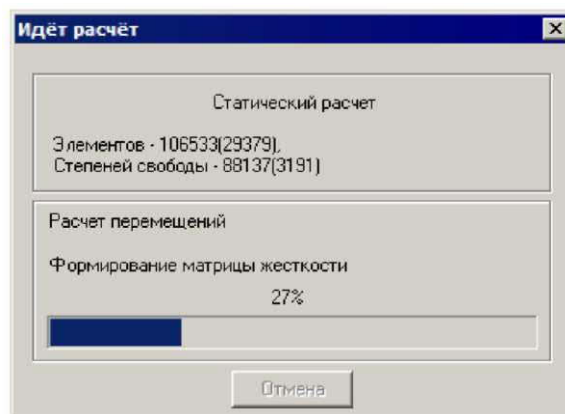 Идёт расчёт
Статический расчет
Элементов - 106533(29379),
Степеней свободы - 88137(3191)
Расчет перемещений
Формирование матрицы жесткости
27%
Отмена